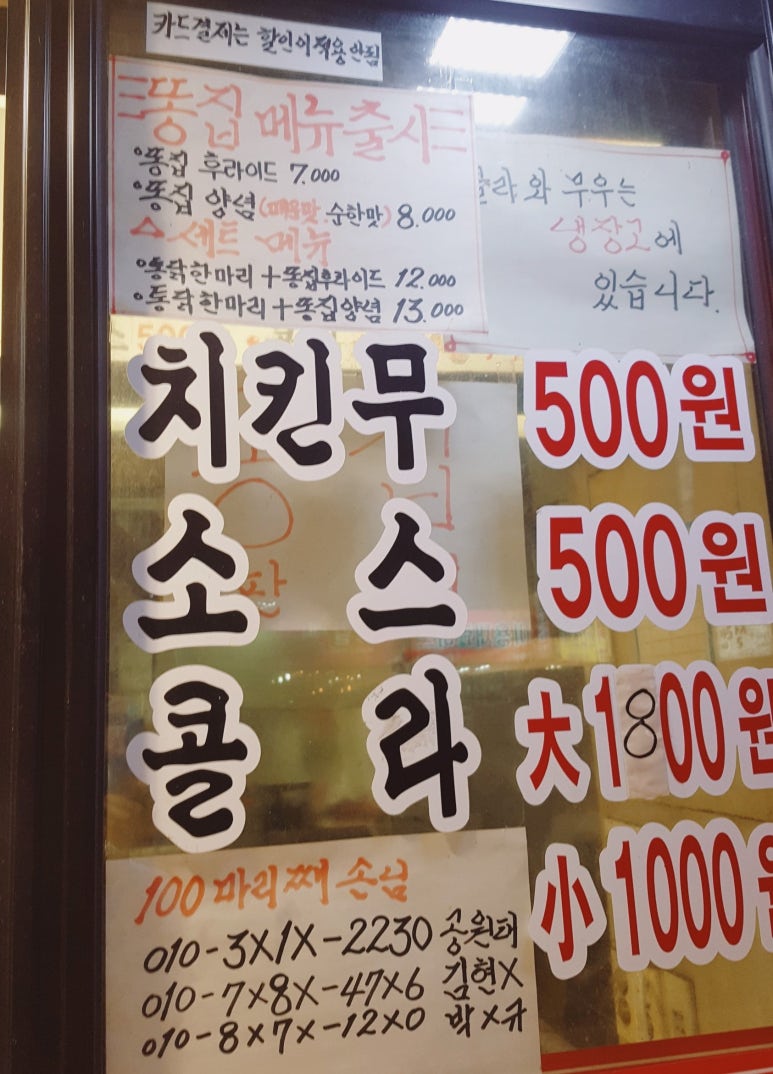 카드결제는 할인이 적용안됨
똥집 메뉴 출시
똥집 후라이드 7.000
똥집 양념(매운맛.순한맛) 8.000
세트 메뉴
통닭한마리+똥집후라이드 12.000
통닭한마리+똥집양념 13.000
콜라와 무우는
냉장고에
있습니다.
치킨무 500원
소스 500원
콜라 大1800원
小1000원
100마리째 손님
010-3X1X-2230 공원태
010-7X8X-47X6 김현X
010-8X7X-12X0 박X규